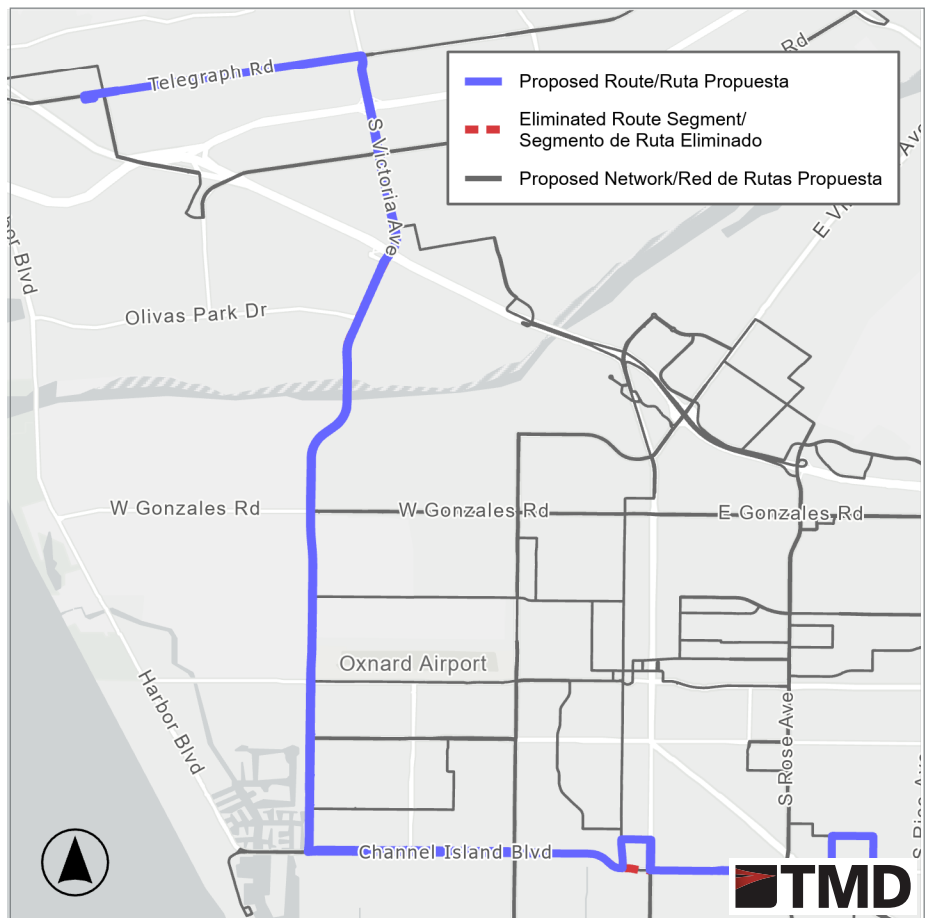 Telegraph Rd
Rd
Proposed Route/Ruta Propuesta
Eliminated Route Segment/
Segmento de Ruta Eliminado
Proposed Network/Red de Rutas Propuesta
S Victoria Ave
Ave
Blvd
Olivas Park Dr
W Gonzales Rd
W Gonzales Rd
E Gonzales Rd
Oxnard Airport
Harbor Blvd
S Rose Ave
Channel Island Blvd
TMD